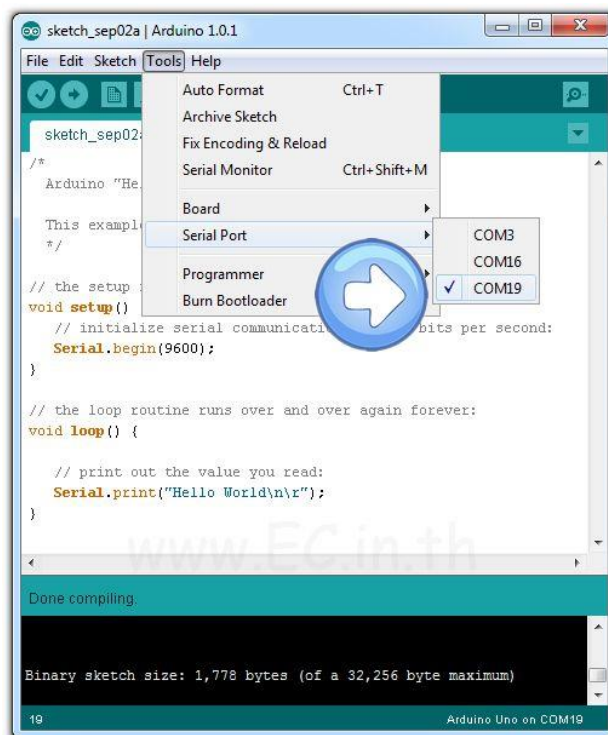 sketch_sep02a | Arduino 1.0.1
File Edit Sketch Tools Help
Auto Format Ctrl+T
Archive Sketch
Fix Encoding & Reload
Serial Monitor Ctrl+Shift+M
Board
Serial Port
Programmer
Burn Bootloader
COM3
COM16
COM19
sketch_sep02
/*
Arduino "He
This exampl
*/
// the setup
void setup()
// initialize serial communicati bits per second:
Serial.begin(9600);
}
// the loop routine runs over and over again forever:
void loop() {
// print out the value you read:
Serial.print("Hello World\n\r");
}
www.EC.in.th
Done compiling.
Binary sketch size: 1,778 bytes (of a 32,256 byte maximum)
19 Arduino Uno on COM19